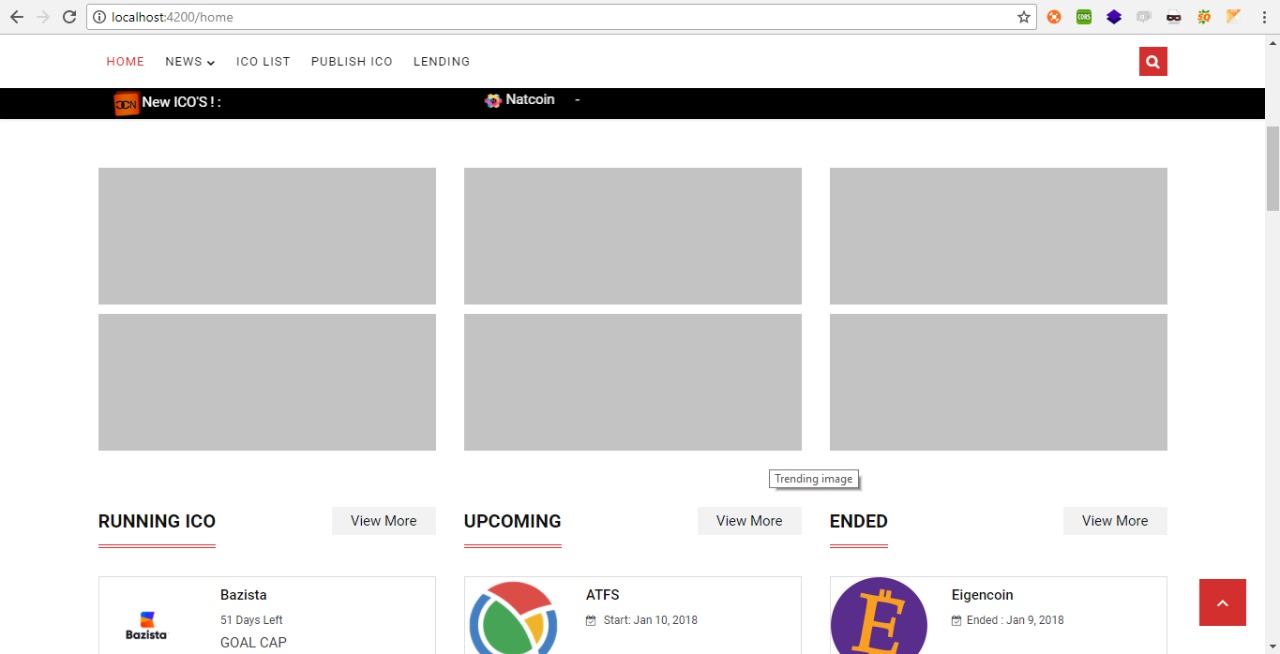 localhost:4200/home
HOME NEWS ICO LIST PUBLISH ICO LENDING
New ICO'S ! : Natcoin -
Trending image
RUNNING ICO View More UPCOMING View More ENDED View More
Bazista ATFS Eigencoin
51 Days Left Start: Jan 10, 2018 Ended : Jan 9, 2018
Bazista
GOAL CAP